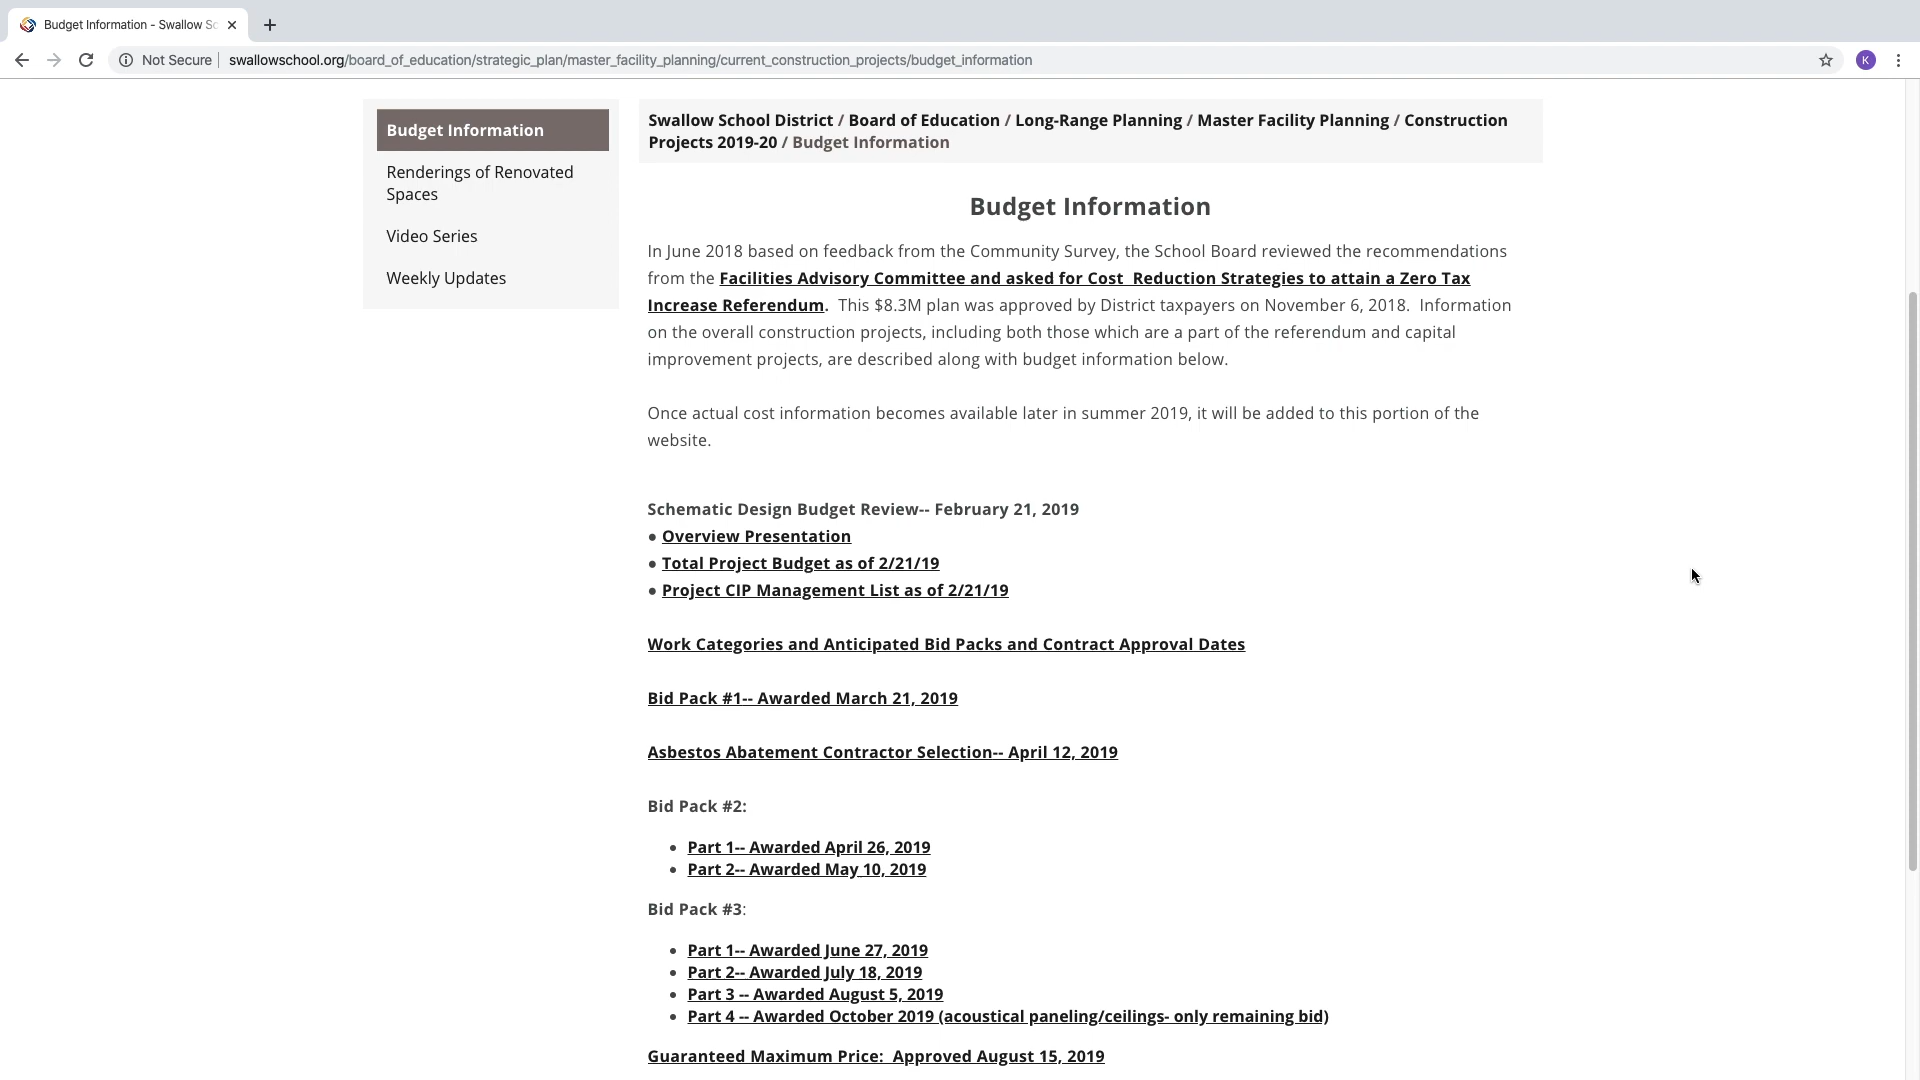 Budget Information - Swallow Sc
Not Secure
swallowschool.org/board_of_education/strategic_plan/master_facility_planning/current_construction_projects/budget_information
K
Budget Information
Renderings of Renovated
Spaces
Video Series
Weekly Updates
Swallow School District / Board of Education / Long-Range Planning / Master Facility Planning / Construction
Projects 2019-20 / Budget Information
Budget Information
In June 2018 based on feedback from the Community Survey, the School Board reviewed the recommendations
from the Facilities Advisory Committee and asked for Cost  Reduction Strategies to attain a Zero Tax
Increase Referendum.  This $8.3M plan was approved by District taxpayers on November 6, 2018.  Information
on the overall construction projects, including both those which are a part of the referendum and capital
improvement projects, are described along with budget information below.
Once actual cost information becomes available later in summer 2019, it will be added to this portion of the
website.
Schematic Design Budget Review-- February 21, 2019
● Overview Presentation
● Total Project Budget as of 2/21/19
● Project CIP Management List as of 2/21/19
Work Categories and Anticipated Bid Packs and Contract Approval Dates
Bid Pack #1-- Awarded March 21, 2019
Asbestos Abatement Contractor Selection-- April 12, 2019
Bid Pack #2:
• Part 1-- Awarded April 26, 2019
• Part 2-- Awarded May 10, 2019
Bid Pack #3:
• Part 1-- Awarded June 27, 2019
• Part 2-- Awarded July 18, 2019
• Part 3 -- Awarded August 5, 2019
• Part 4 -- Awarded October 2019 (acoustical paneling/ceilings- only remaining bid)
Guaranteed Maximum Price:  Approved August 15, 2019